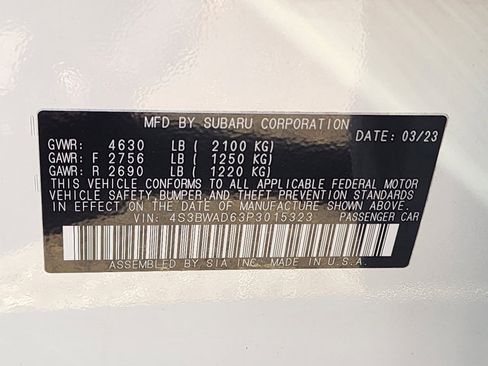 MFD BY SUBARU CORPORATION
DATE: 03/23
GVWR: 4630 LB ( 2100 KG)
GAWR: F 2756 LB ( 1250 KG)
GAWR: R 2690 LB ( 1220 KG)
THIS VEHICLE CONFORMS TO ALL APPLICABLE FEDERAL MOTOR
VEHICLE SAFETY, BUMPER AND THEFT PREVENTION STANDARDS
IN EFFECT ON THE DATE OF MANUFACTURE SHOWN ABOVE.
VIN: 4S3BWAD63P3015323 PASSENGER CAR
ASSEMBLED BY SIA INC. MADE IN U.S.A.